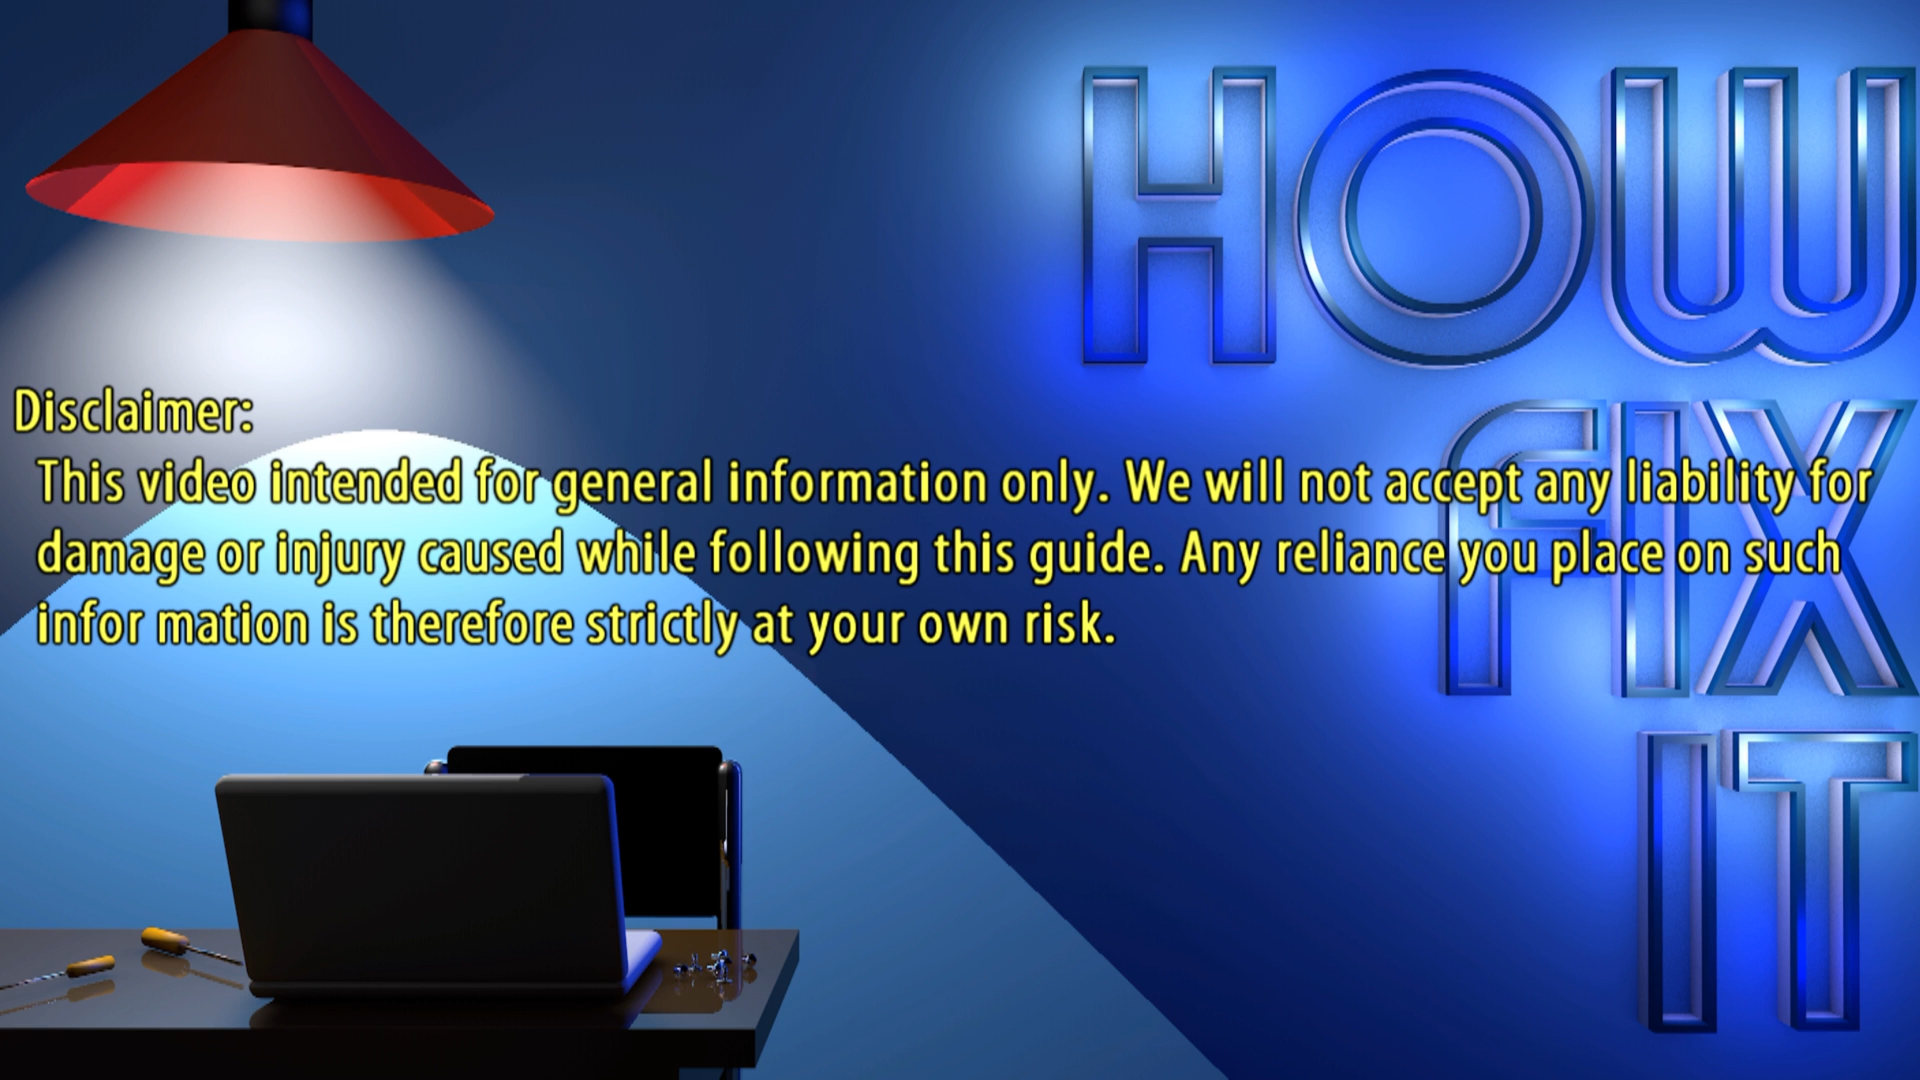 HOW
FIX
IT
Disclaimer:
This video intended for general information only. We will not accept any liability for
damage or injury caused while following this guide. Any reliance you place on such
infor mation is therefore strictly at your own risk.